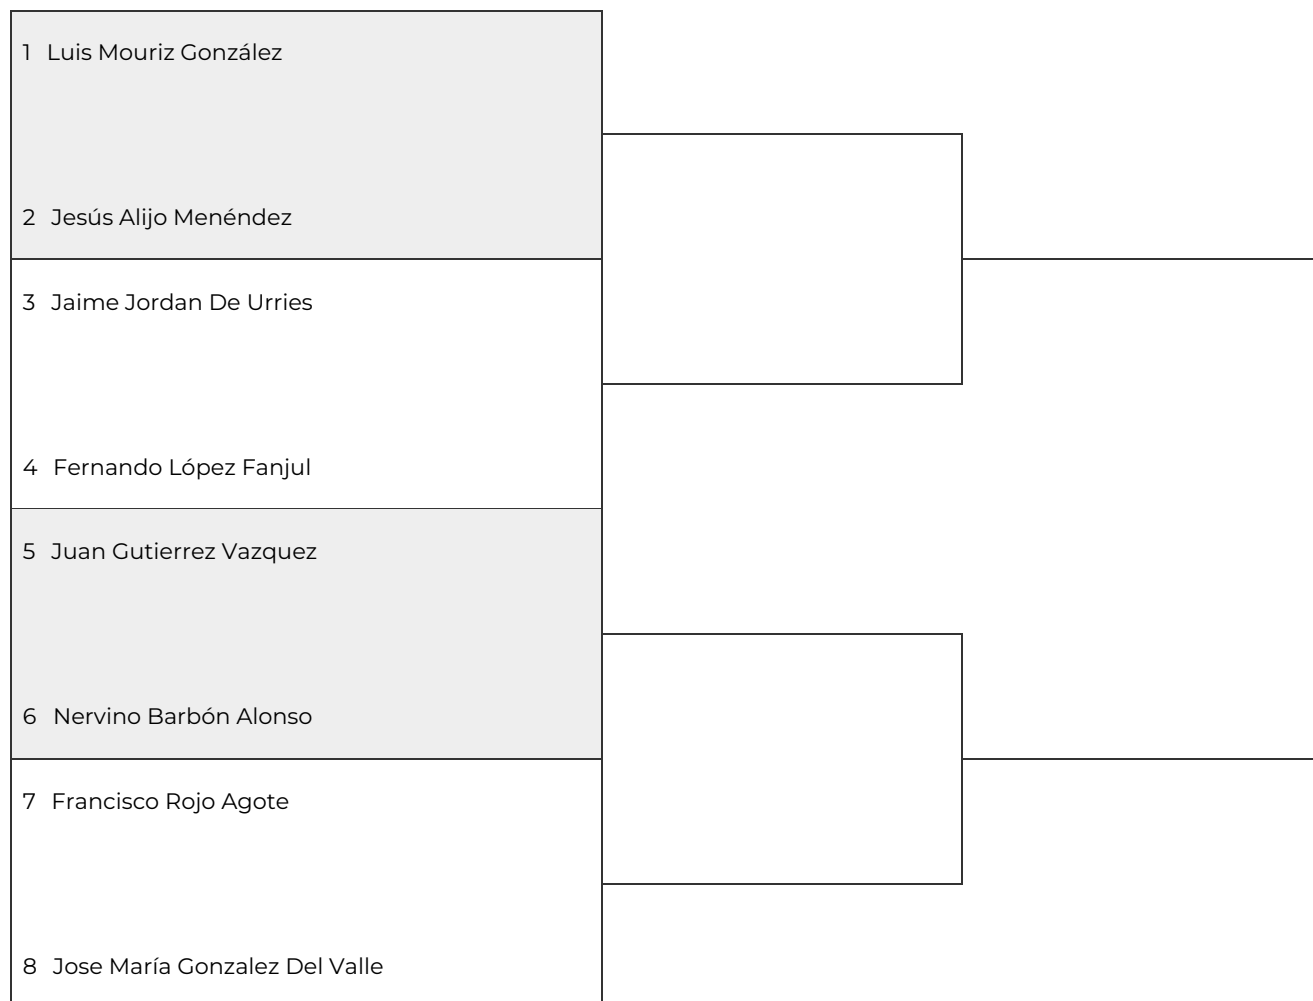 1 Luis Mouriz González
2 Jesús Alijo Menéndez
3 Jaime Jordan De Urries
4 Fernando López Fanjul
5 Juan Gutierrez Vazquez
6 Nervino Barbón Alonso
7 Francisco Rojo Agote
8 Jose María Gonzalez Del Valle